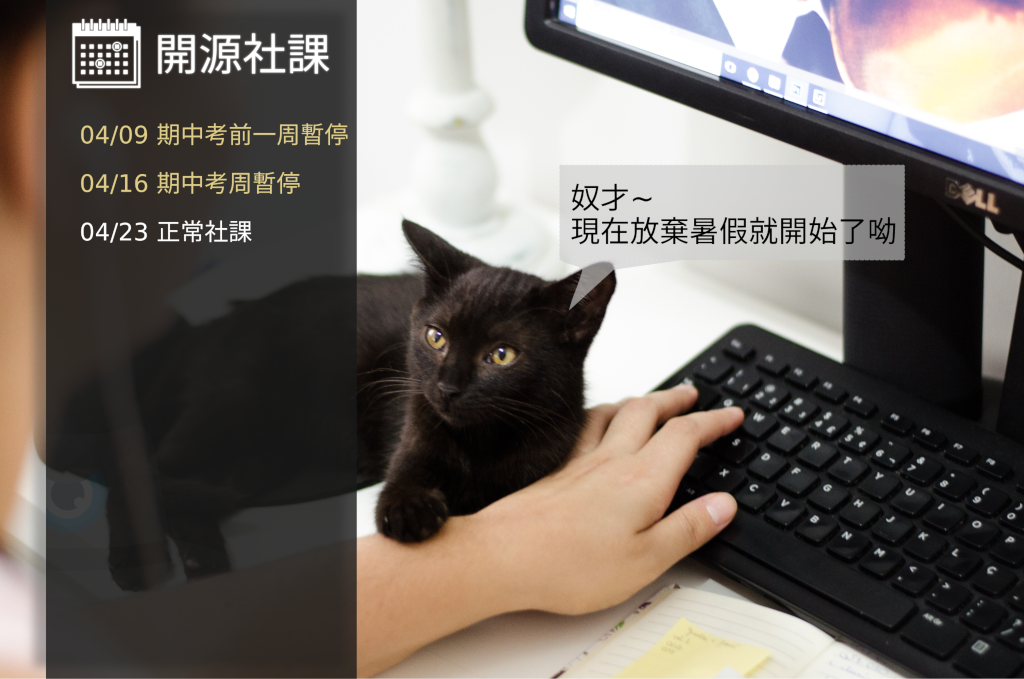 開源社課
04/09 期中考前一周暫停
04/16 期中考周暫停
04/23 正常社課
奴才~
現在放棄暑假就開始了呦
DELL